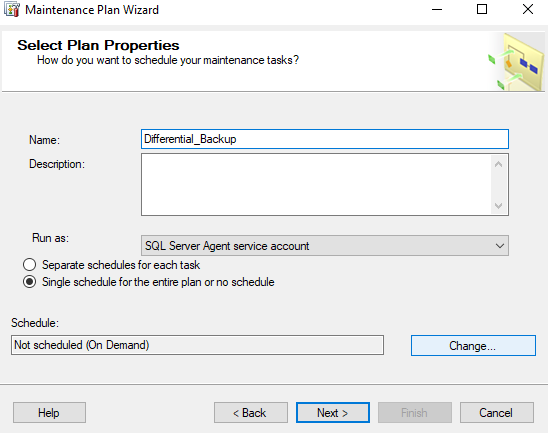 Maintenance Plan Wizard
Select Plan Properties
How do you want to schedule your maintenance tasks?
Name:
Differential_Backup
Description:
Run as:
SQL Server Agent service account
Separate schedules for each task
Single schedule for the entire plan or no schedule
Schedule:
Not scheduled (On Demand)
Change...
Help
< Back
Next >
Finish
Cancel